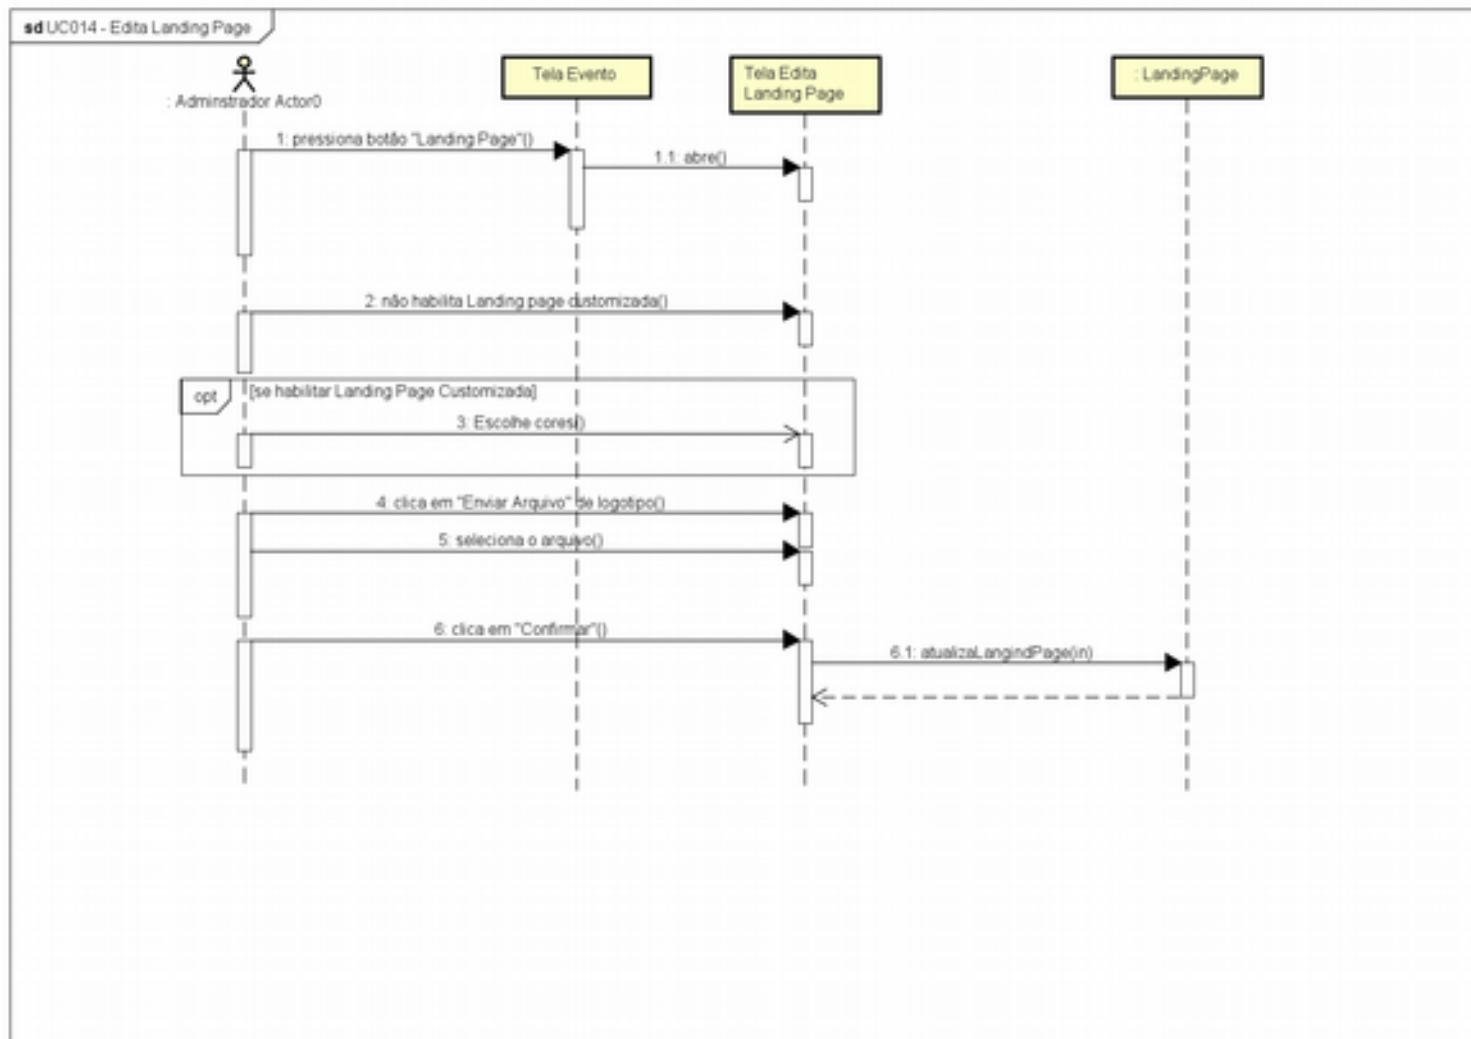 sd UC014 - Edita Landing Page
: Adminstrador Actor0
Tela Evento
Tela Edita
Landing Page
: LandingPage
1: pressiona botão "Landing Page"()
1.1: abre()
2: não habilita Landing page customizada()
opt
[se habilitar Landing Page Customizada]
3: Escolhe cores()
4: clica em "Enviar Arquivo" de logotipo()
5: seleciona o arquivo()
6: clica em "Confirmar"()
6.1: atualizaLangindPage(in)